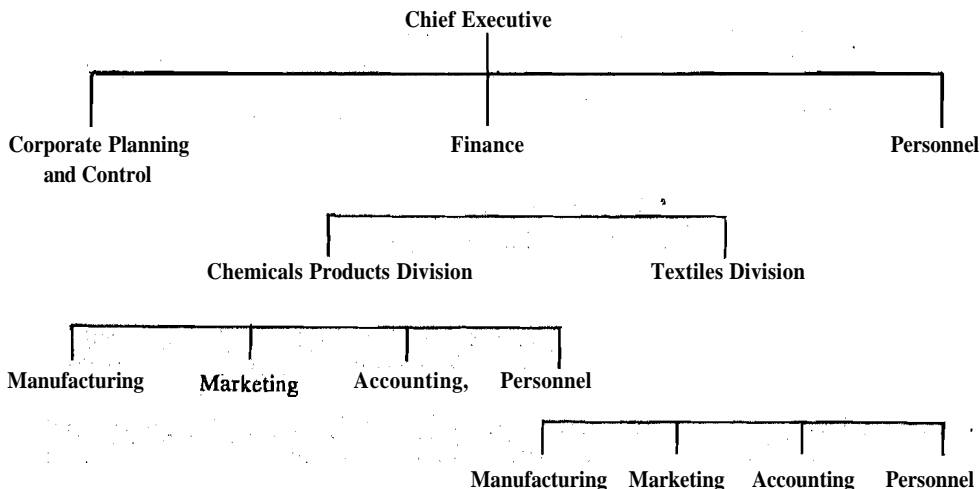 Chief Executive
Corporate Planning
and Control
Finance
Personnel
Chemicals Products Division
Textiles Division
Manufacturing
Marketing
Accounting,
Personnel
Manufacturing
Marketing
Accounting
Personnel